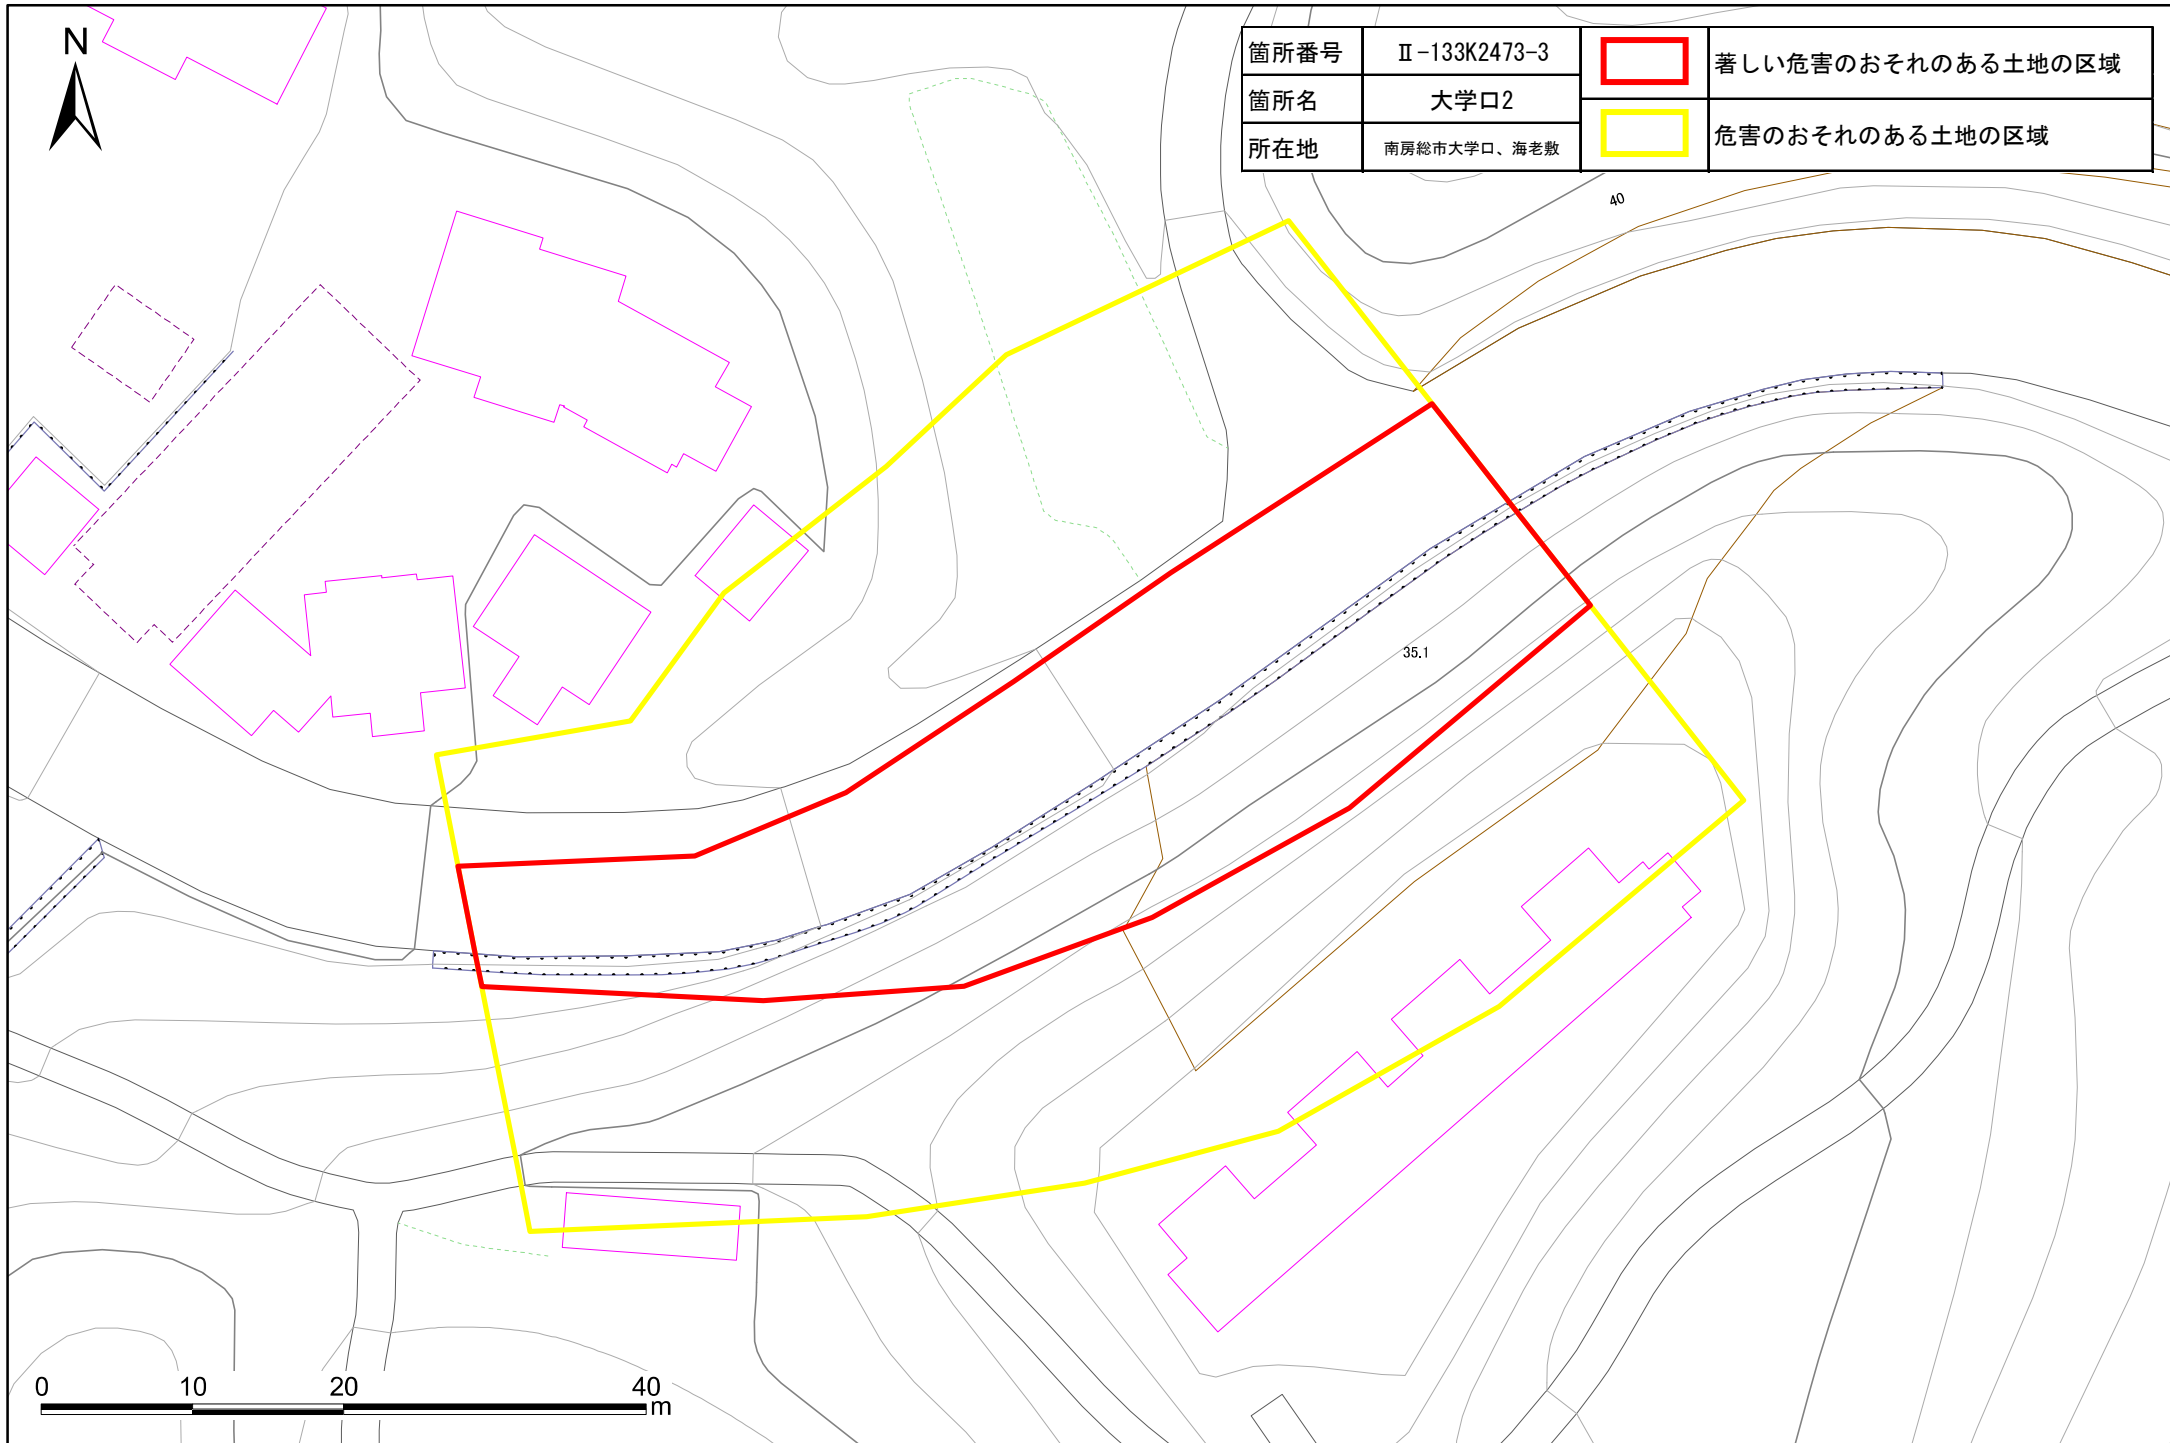 N
箇所番号 Ⅱ-133K2473-3
箇所名 大学口2
所在地 南房総市大学口、海老敷
著しい危害のおそれのある土地の区域
危害のおそれのある土地の区域
40
35.1
0 10 20 40
m